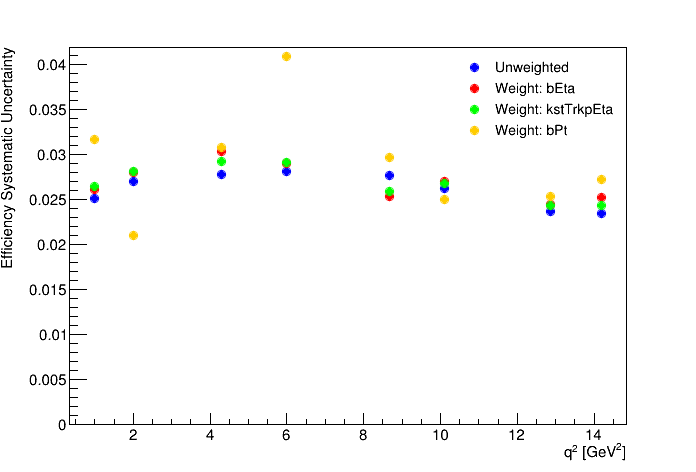 Efficiency Systematic Uncertainty
0.04
0.035
0.03
0.025
0.02
0.015
0.01
0.005
0
2 4 6 8 10 12 14
q² [GeV²]
Unweighted
Weight: bEta
Weight: kstTrkpEta
Weight: bPt